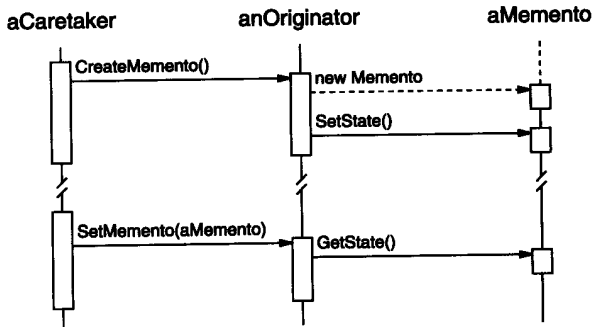 aCaretaker
anOriginator
aMemento
CreateMemento()
new Memento
SetState()
SetMemento(aMemento)
GetState()